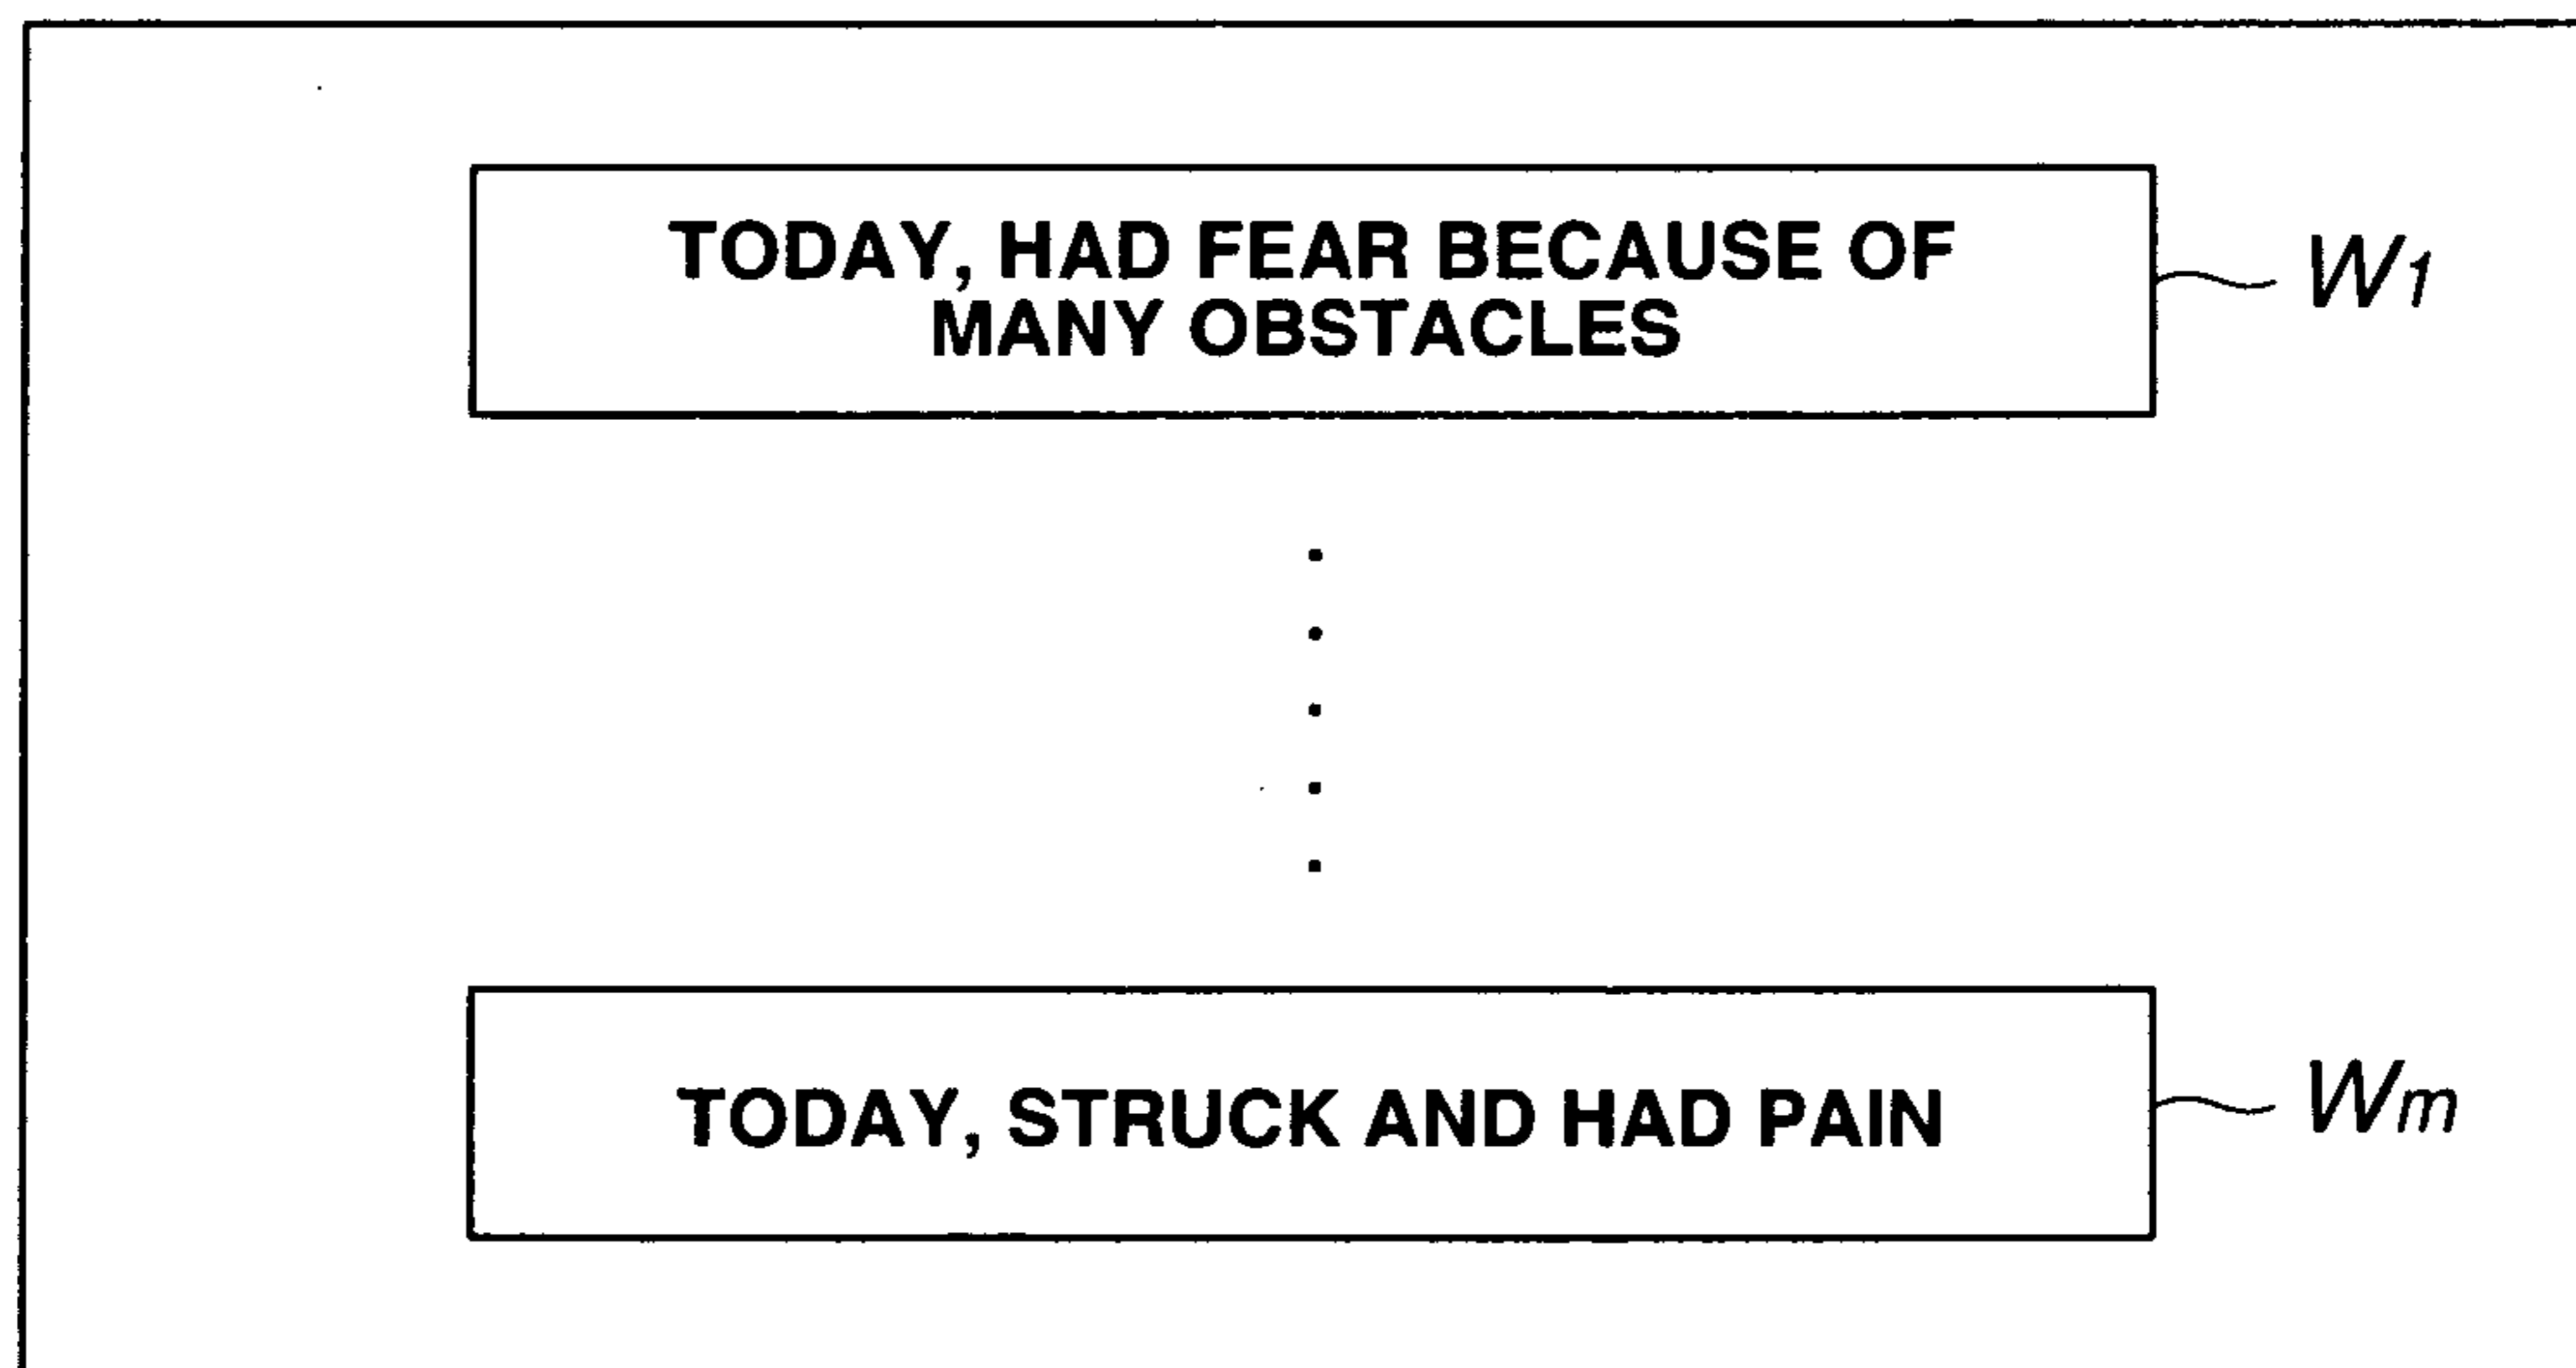 TODAY, HAD FEAR BECAUSE OF
MANY OBSTACLES
W1
TODAY, STRUCK AND HAD PAIN
Wm